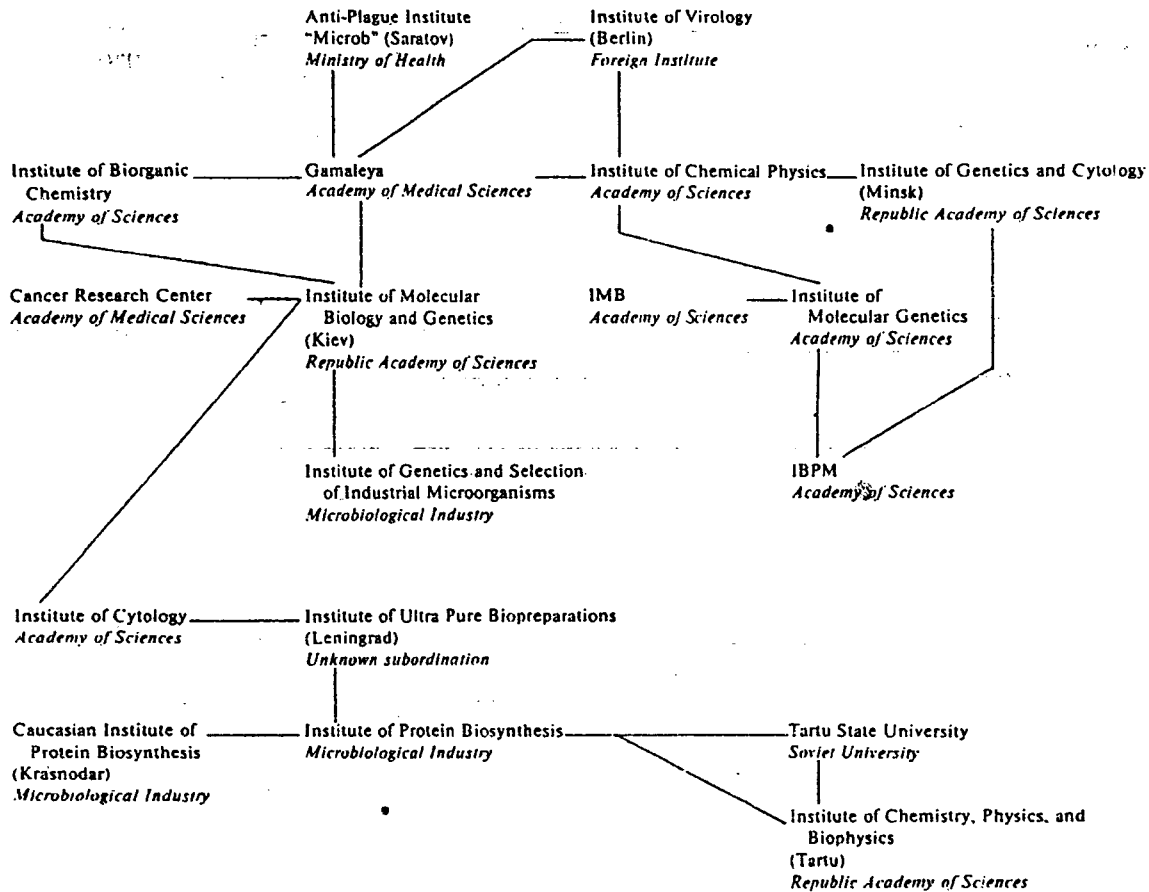 Anti-Plague Institute
"Microb" (Saratov)
Ministry of Health
Institute of Virology
(Berlin)
Foreign Institute
Institute of Biorganic
Chemistry
Academy of Sciences
Gamaleya
Academy of Medical Sciences
Institute of Chemical Physics
Academy of Sciences
Institute of Genetics and Cytology
(Minsk)
Republic Academy of Sciences
Cancer Research Center
Academy of Medical Sciences
Institute of Molecular
Biology and Genetics
(Kiev)
Republic Academy of Sciences
IMB
Academy of Sciences
Institute of
Molecular Genetics
Academy of Sciences
Institute of Genetics and Selection
of Industrial Microorganisms
Microbiological Industry
IBPM
Academy of Sciences
Institute of Cytology
Academy of Sciences
Institute of Ultra Pure Biopreparations
(Leningrad)
Unknown subordination
Caucasian Institute of
Protein Biosynthesis
(Krasnodar)
Microbiological Industry
Institute of Protein Biosynthesis
Microbiological Industry
Tartu State University
Soviet University
Institute of Chemistry, Physics, and
Biophysics
(Tartu)
Republic Academy of Sciences